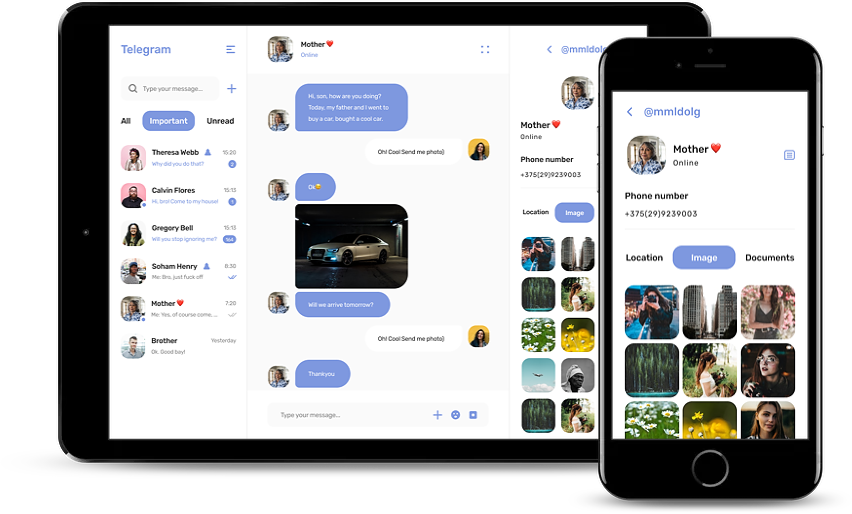 Telegram
Type your message...
All
Important
Unread
Theresa Webb
15:20
Why did you do that?
2
Calvin Flores
15:13
Hi, bro! Come to my house!
1
Gregory Bell
15:13
Will you stop ignoring me?
164
Soham Henry
8:30
Me: Bro, just fuck off
Mother
7:20
Me: Yes, of course come, ...
Brother
Yesterday
Ok. Good bay!
Mother
Online
Hi, son, how are you doing?
Today, my father and I went to
buy a car, bought a cool car.
Oh! Cool!Send me photo)
Ok
Will we arrive tomorrow?
Oh! Cool!Send me photo)
Thankyou
Type your message...
@mmldolg
Mother
Online
Phone number
+375(29)9239003
Location
Image
@mmldolg
Mother
Online
Phone number
+375(29)9239003
Location
Image
Documents